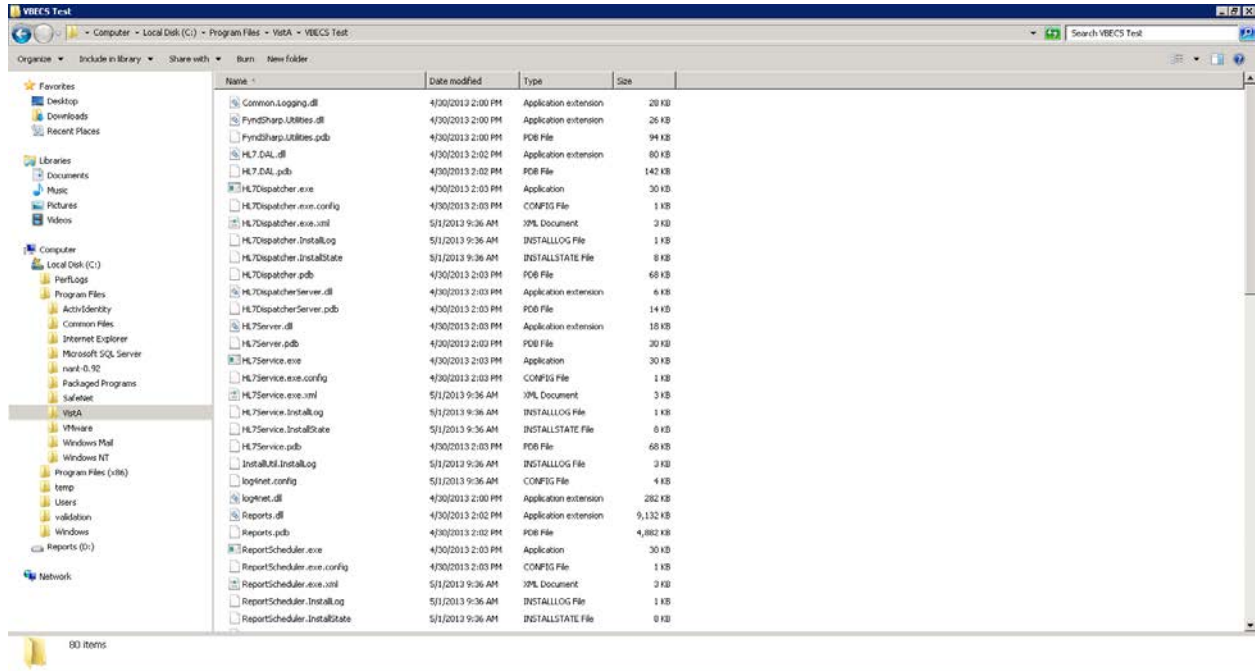 VBECS Test
Computer Local Disk (C:) Program Files VistA VBECS Test
Search VBECS Test
Organize Include in library Share with Burn New folder
Favorites
Desktop
Downloads
Recent Places
Libraries
Documents
Music
Pictures
Videos
Computer
Local Disk (C:)
PerfLogs
Program Files
ActivIdentity
Common Files
Internet Explorer
Microsoft SQL Server
nant-0.92
Packaged Programs
SafeNet
VistA
VMware
Windows Mail
Windows NT
Program Files (x86)
temp
Users
validation
Windows
Reports (D:)
Network
Name Date modified Type Size
Common.Logging.dll 4/30/2013 2:00 PM Application extension 28 KB
FyndSharp.Utilities.dll 4/30/2013 2:00 PM Application extension 26 KB
FyndSharp.Utilities.pdb 4/30/2013 2:00 PM PDB File 94 KB
HL7.DAL.dll 4/30/2013 2:02 PM Application extension 80 KB
HL7.DAL.pdb 4/30/2013 2:02 PM PDB File 142 KB
HL7Dispatcher.exe 4/30/2013 2:03 PM Application 30 KB
HL7Dispatcher.exe.config 4/30/2013 2:03 PM CONFIG File 1 KB
HL7Dispatcher.exe.xml 5/1/2013 9:36 AM XML Document 3 KB
HL7Dispatcher.InstallLog 5/1/2013 9:36 AM INSTALLLOG File 1 KB
HL7Dispatcher.InstallState 5/1/2013 9:36 AM INSTALLSTATE File 8 KB
HL7Dispatcher.pdb 4/30/2013 2:03 PM PDB File 68 KB
HL7DispatcherServer.dll 4/30/2013 2:03 PM Application extension 6 KB
HL7DispatcherServer.pdb 4/30/2013 2:03 PM PDB File 14 KB
HL7Server.dll 4/30/2013 2:03 PM Application extension 18 KB
HL7Server.pdb 4/30/2013 2:03 PM PDB File 30 KB
HL7Service.exe 4/30/2013 2:03 PM Application 30 KB
HL7Service.exe.config 4/30/2013 2:03 PM CONFIG File 1 KB
HL7Service.exe.xml 5/1/2013 9:36 AM XML Document 3 KB
HL7Service.InstallLog 5/1/2013 9:36 AM INSTALLLOG File 1 KB
HL7Service.InstallState 5/1/2013 9:36 AM INSTALLSTATE File 8 KB
HL7Service.pdb 4/30/2013 2:03 PM PDB File 68 KB
InstallUtil.InstallLog 5/1/2013 9:36 AM INSTALLLOG File 3 KB
log4net.config 5/1/2013 9:36 AM CONFIG File 4 KB
log4net.dll 4/30/2013 2:00 PM Application extension 282 KB
Reports.dll 4/30/2013 2:02 PM Application extension 9,132 KB
Reports.pdb 4/30/2013 2:02 PM PDB File 4,882 KB
ReportScheduler.exe 4/30/2013 2:03 PM Application 30 KB
ReportScheduler.exe.config 4/30/2013 2:03 PM CONFIG File 1 KB
ReportScheduler.exe.xml 5/1/2013 9:36 AM XML Document 3 KB
ReportScheduler.InstallLog 5/1/2013 9:36 AM INSTALLLOG File 1 KB
ReportScheduler.InstallState 5/1/2013 9:36 AM INSTALLSTATE File 8 KB
80 items